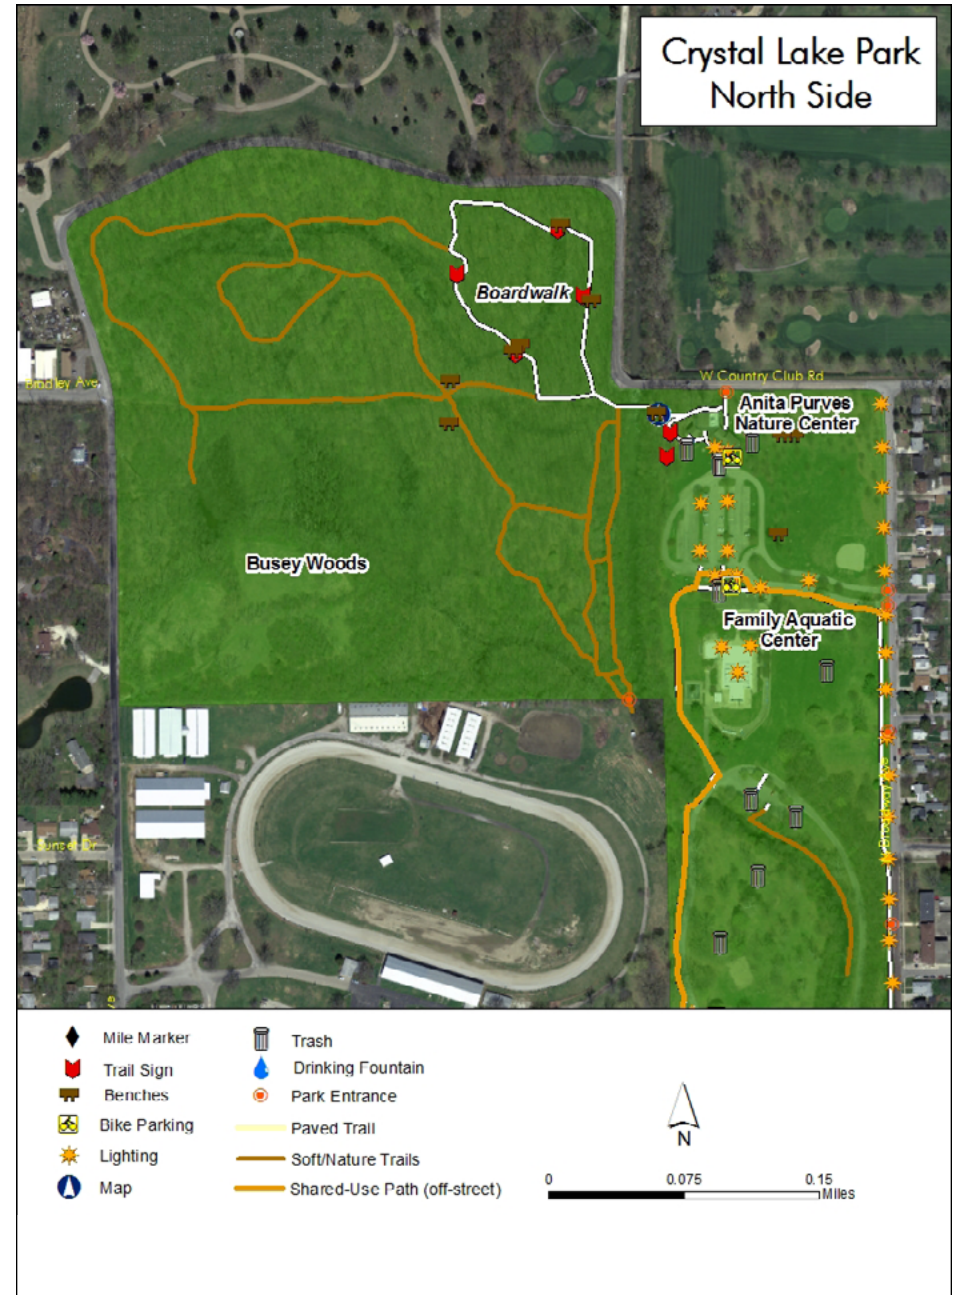 Crystal Lake Park
North Side
Boardwalk
Bradley Ave
W Country Club Rd
Anita Purves
Nature Center
Busey Woods
Family Aquatic
Center
Broadway Ave
Sunset Dr
Mile Marker
Trail Sign
Benches
Bike Parking
Lighting
Map
Trash
Drinking Fountain
Park Entrance
Paved Trail
Soft/Nature Trails
Shared-Use Path (off-street)
N
0 0.075 0.15
Miles